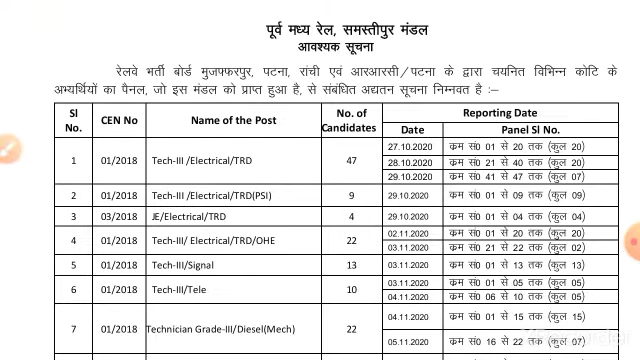 पूर्व मध्य रेल, समस्तीपुर मंडल
आवश्यक सूचना
रेलवे भर्ती बोर्ड मुजफ्फरपुर, पटना, रांची एवं आरआरसी/पटना के द्वारा चयनित विभिन्न कोटि के
अभ्यर्थियों का पैनल, जो इस मंडल को प्राप्त हुआ है, से संबंधित अद्यतन सूचना निम्नवत है :–
Sl No. CEN No Name of the Post No. of Candidates Reporting Date
Date Panel Sl No.
1 01/2018 Tech-III /Electrical/TRD 47 27.10.2020 क्रम सं0 01 से 20 तक (कुल 20)
28.10.2020 क्रम सं0 21 से 40 तक (कुल 20)
29.10.2020 क्रम सं0 41 से 47 तक (कुल 07)
2 01/2018 Tech-III /Electrical/TRD(PSI) 9 29.10.2020 क्रम सं0 01 से 09 तक (कुल 09)
3 03/2018 JE/Electrical/TRD 4 29.10.2020 क्रम सं0 01 से 04 तक (कुल 04)
4 01/2018 Tech-III/ Electrical/TRD/OHE 22 02.11.2020 क्रम सं0 01 से 20 तक (कुल 20)
03.11.2020 क्रम सं0 21 से 22 तक (कुल 02)
5 01/2018 Tech-III/Signal 13 03.11.2020 क्रम सं0 01 से 13 तक (कुल 13)
6 01/2018 Tech-III/Tele 10 03.11.2020 क्रम सं0 01 से 05 तक (कुल 05)
04.11.2020 क्रम सं0 06 से 10 तक (कुल 05)
7 01/2018 Technician Grade-III/Diesel(Mech) 22 04.11.2020 क्रम सं0 01 से 15 तक (कुल 15)
05.11.2020 क्रम सं0 16 से 22 तक (कुल 07)